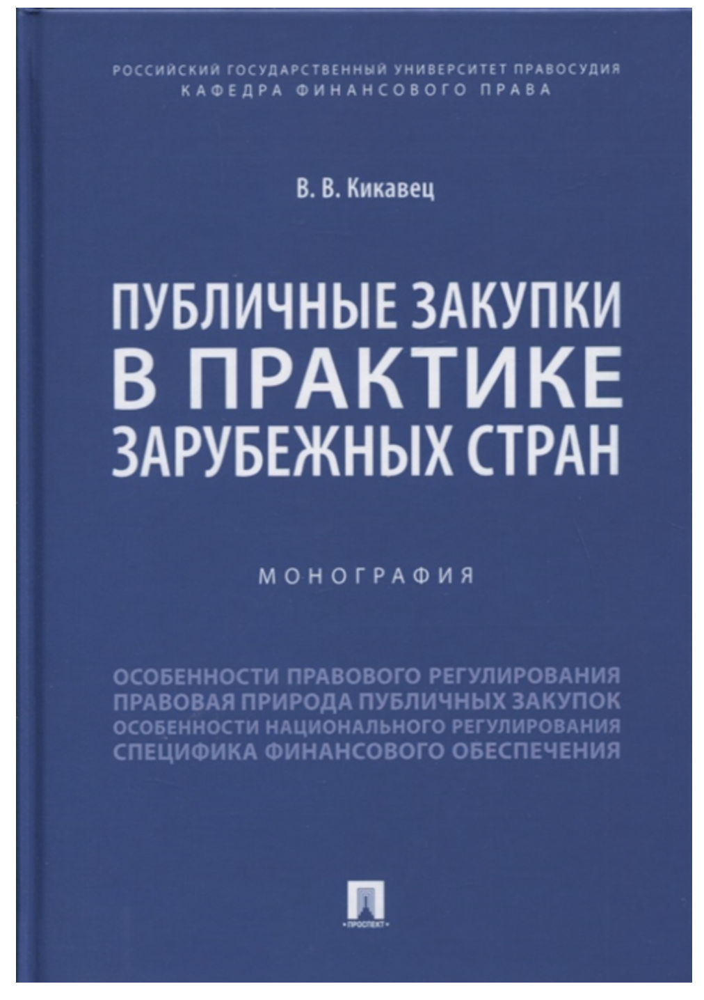 РОССИЙСКИЙ ГОСУДАРСТВЕННЫЙ УНИВЕРСИТЕТ ПРАВОСУДИЯ
КАФЕДРА ФИНАНСОВОГО ПРАВА
В. В. Кикавец
ПУБЛИЧНЫЕ ЗАКУПКИ
В ПРАКТИКЕ
ЗАРУБЕЖНЫХ СТРАН
МОНОГРАФИЯ
ОСОБЕННОСТИ ПРАВОВОГО РЕГУЛИРОВАНИЯ
ПРАВОВАЯ ПРИРОДА ПУБЛИЧНЫХ ЗАКУПОК
ОСОБЕННОСТИ НАЦИОНАЛЬНОГО РЕГУЛИРОВАНИЯ
СПЕЦИФИКА ФИНАНСОВОГО ОБЕСПЕЧЕНИЯ
•ПРОСПЕКТ•